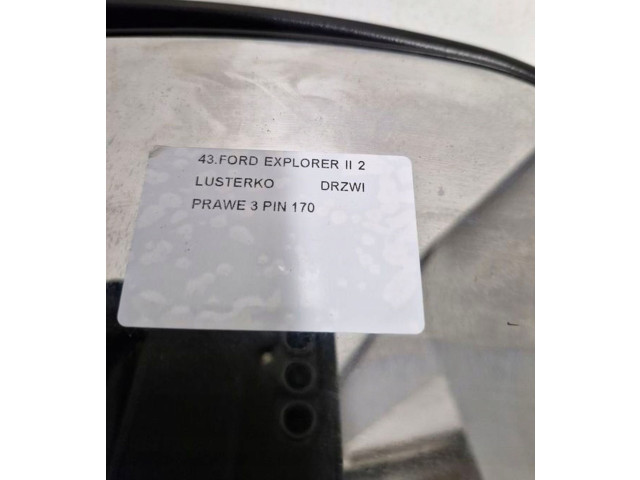 43.FORD EXPLORER II 2
LUSTERKO DRZWI
PRAWE 3 PIN 170